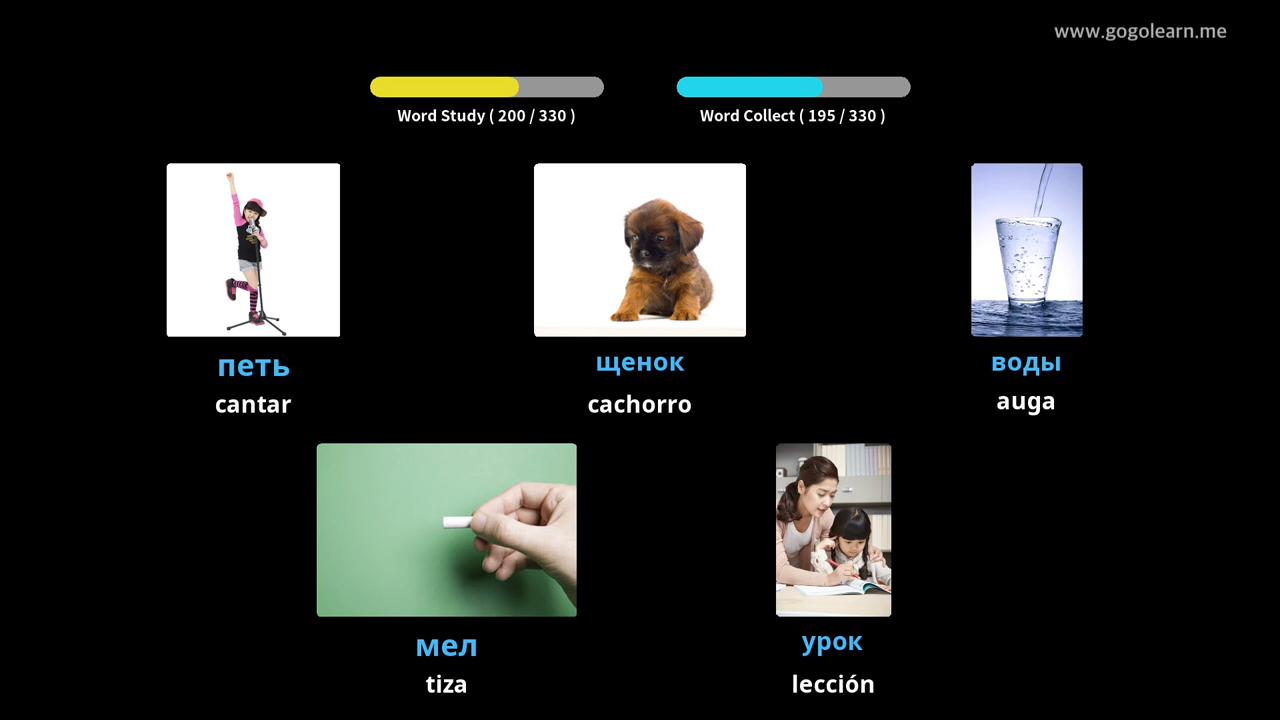 www.gogolearn.me
Word Study ( 200 / 330 )
Word Collect ( 195 / 330 )
петь
cantar
щенок
cachorro
воды
auga
мел
tiza
урок
lección